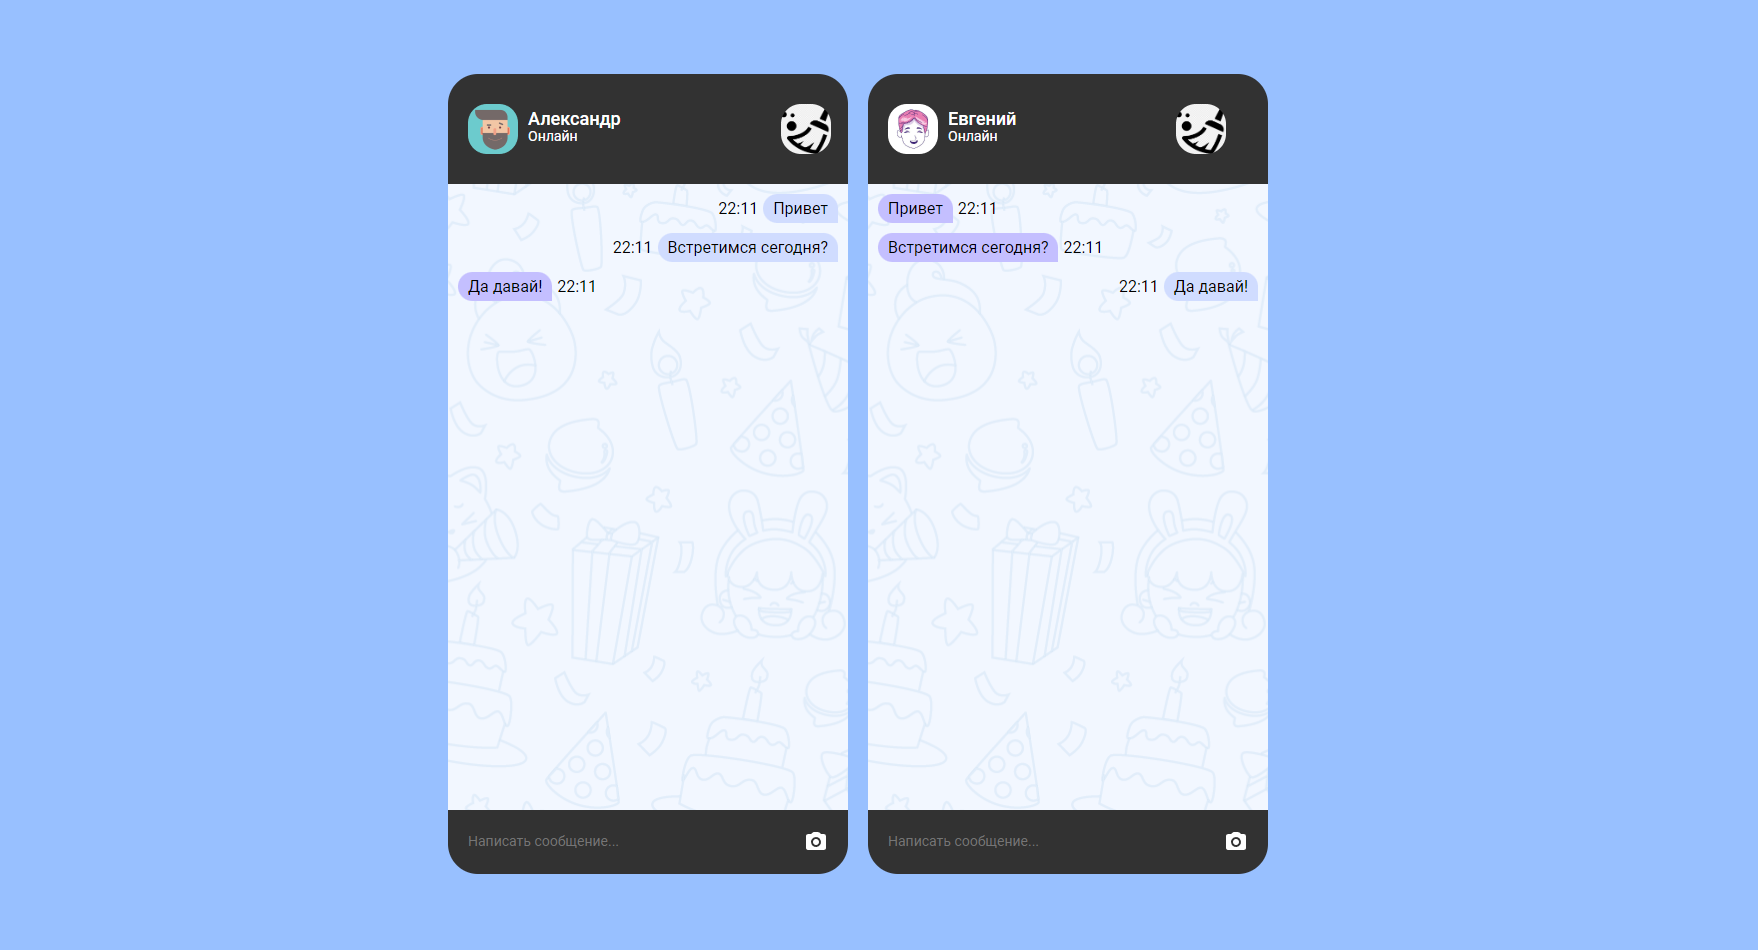 Александр
Онлайн
22:11 Привет
22:11 Встретимся сегодня?
Да давай! 22:11
Написать сообщение...
Евгений
Онлайн
Привет 22:11
Встретимся сегодня? 22:11
22:11 Да давай!
Написать сообщение...